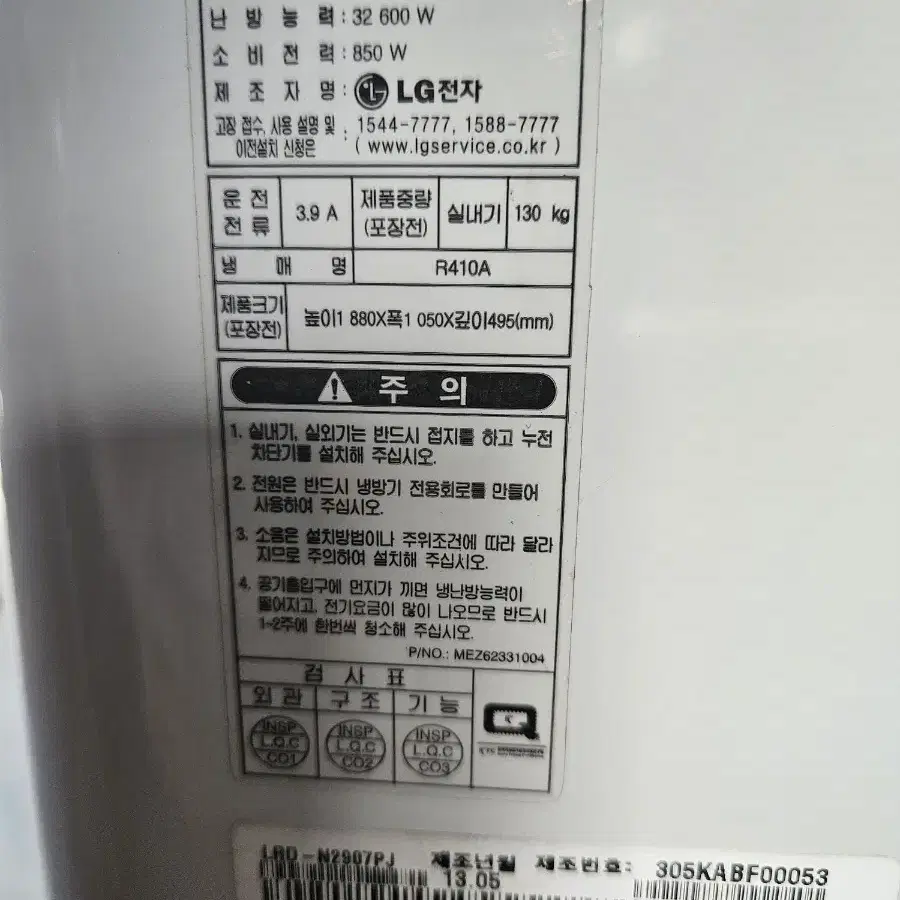 난 방 능 력 : 32 600 W
소 비 전 력 : 850 W
제 조 자 명 : LG전자
고장 접수, 사용 설명 및 이전설치 신청은 : 1544-7777, 1588-7777
( www.lgservice.co.kr )
운 전 전 류 3.9 A 제품중량 (포장전) 실내기 130 kg
냉 매 명 R410A
제품크기 (포장전) 높이1 880X폭1 050X깊이495(mm)
주 의
1. 실내기, 실외기는 반드시 접지를 하고 누전
차단기를 설치해 주십시오.
2. 전원은 반드시 냉방기 전용회로를 만들어
사용하여 주십시오.
3. 소음은 설치방법이나 주위조건에 따라 달라
지므로 주의하여 설치해 주십시오.
4. 공기흡입구에 먼지가 끼면 냉난방능력이
떨어지고, 전기요금이 많이 나오므로 반드시
1~2주에 한번씩 청소해 주십시오.
P/NO.: MEZ62331004
검 사 표
외 관 구 조 기 능
INSP INSP INSP
L.Q.C L.Q.C L.Q.C
CO1 CO2 CO3
Q
LRD-N2907PJ 제조년월 제조번호: 305KABF00053
13.05